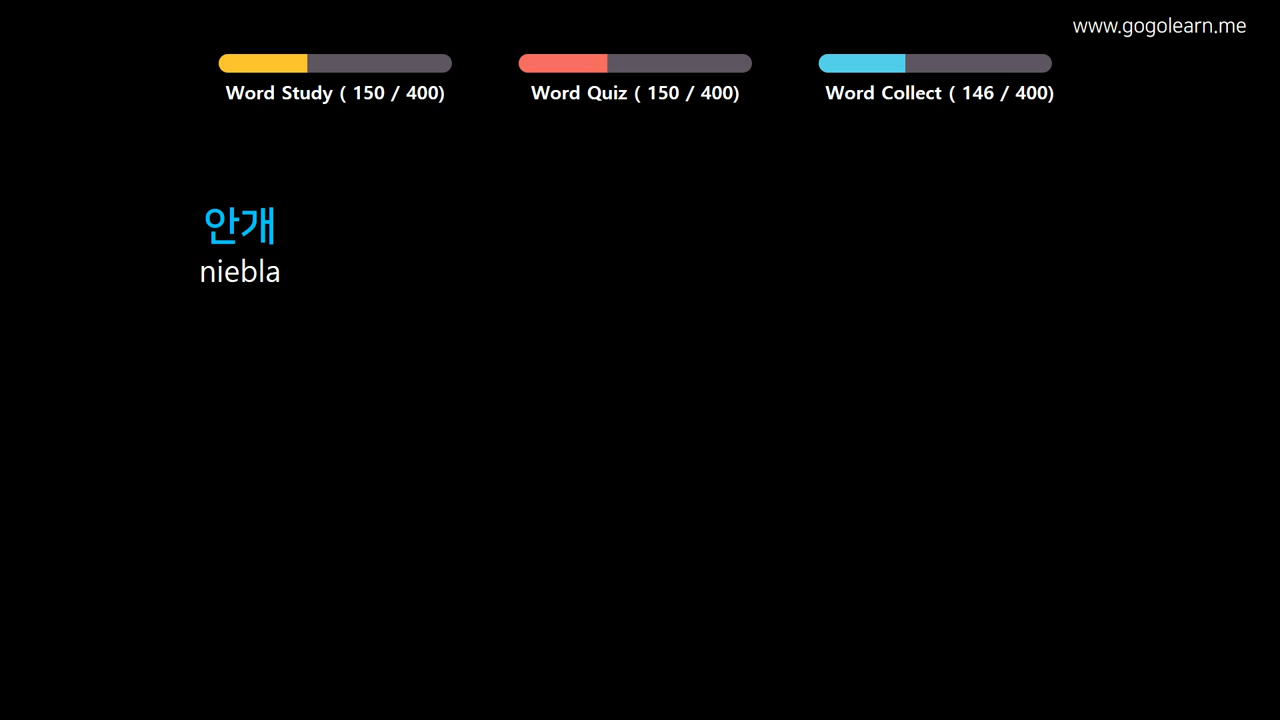 www.gogolearn.me
Word Study ( 150 / 400)
Word Quiz ( 150 / 400)
Word Collect ( 146 / 400)
안개
niebla